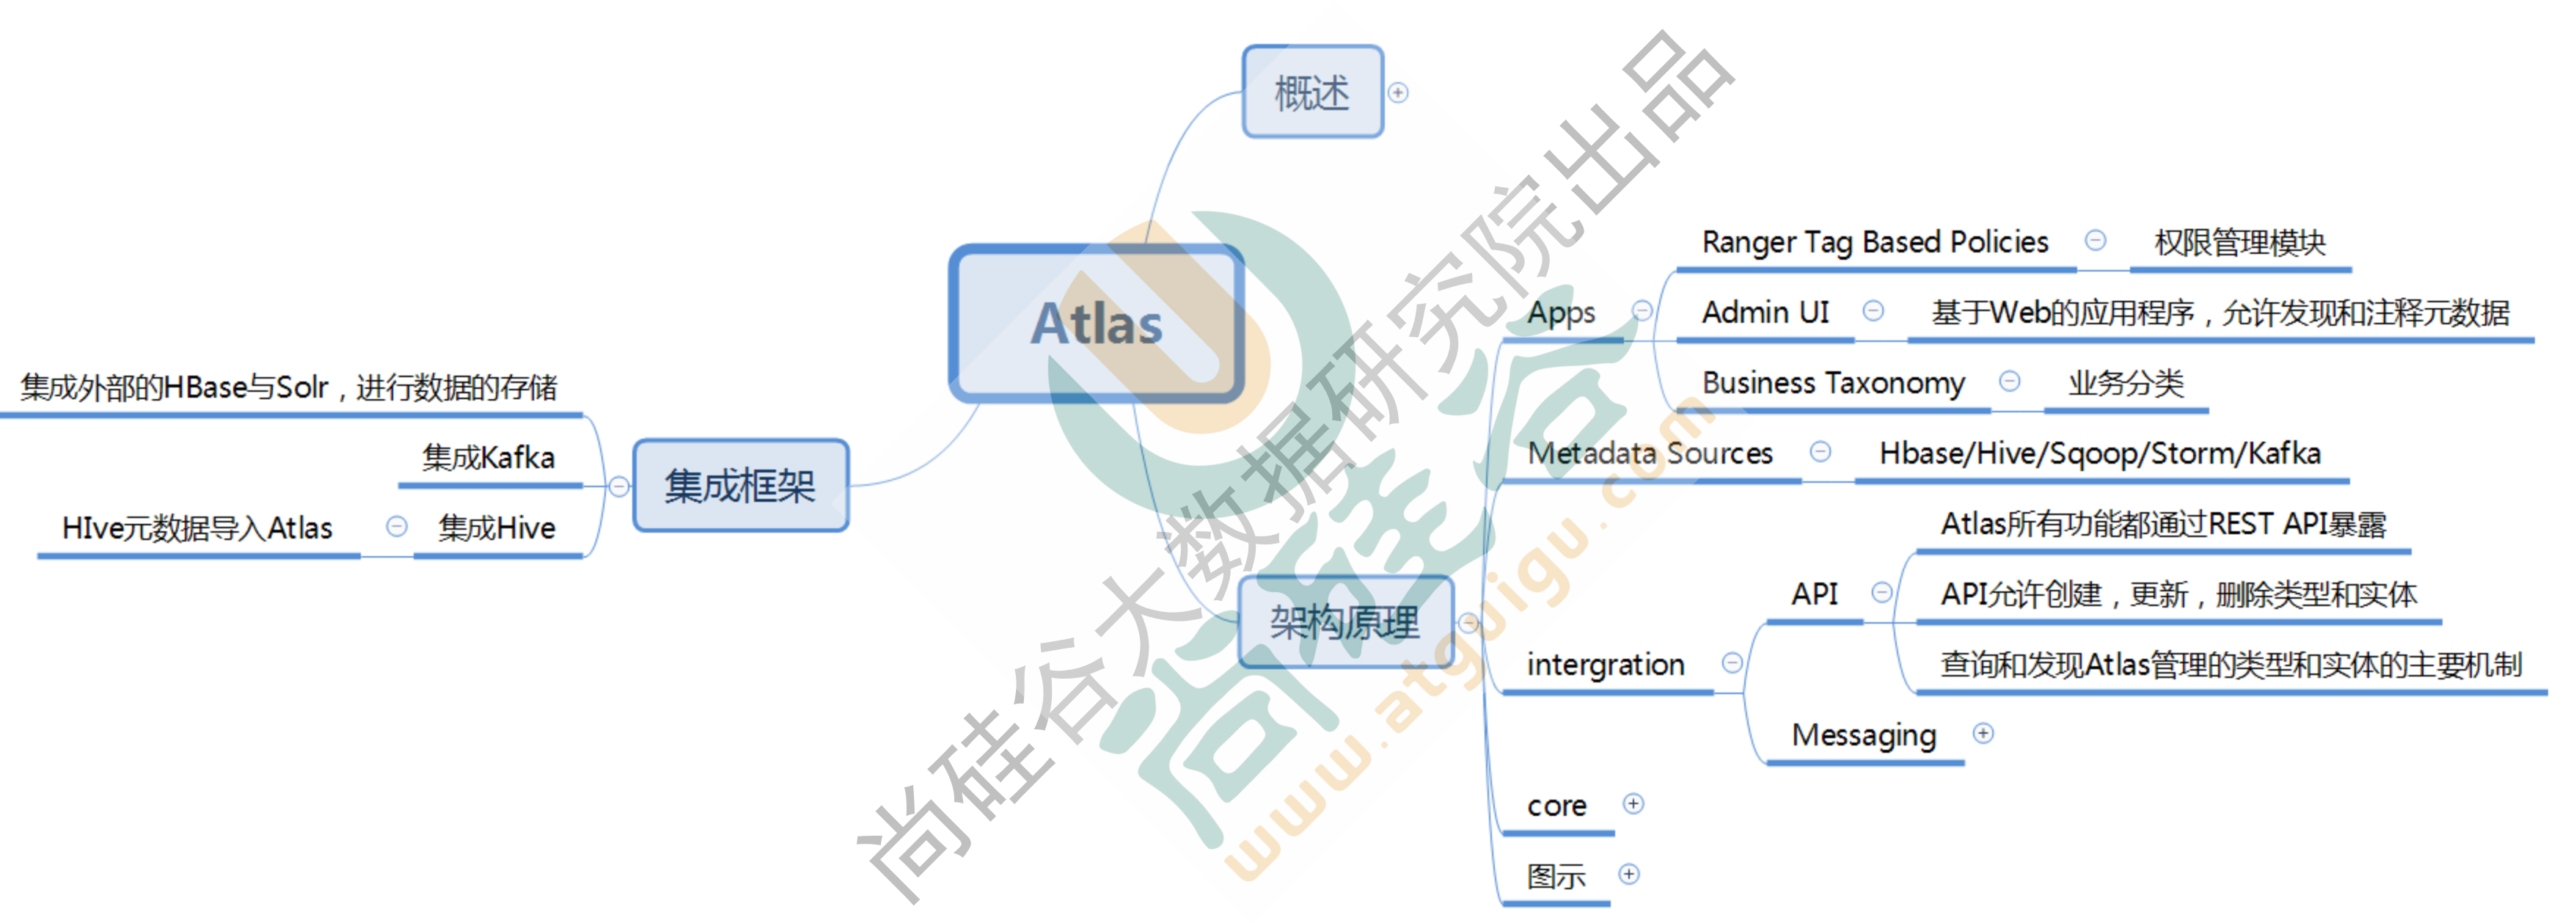 概述
Atlas
Ranger Tag Based Policies
权限管理模块
Apps
Admin UI
基于Web的应用程序，允许发现和注释元数据
Business Taxonomy
业务分类
集成外部的HBase与Solr，进行数据的存储
集成Kafka
集成框架
HIve元数据导入Atlas
集成Hive
Metadata Sources
Hbase/Hive/Sqoop/Storm/Kafka
架构原理
Atlas所有功能都通过REST API暴露
API
API允许创建，更新，删除类型和实体
intergration
查询和发现Atlas管理的类型和实体的主要机制
Messaging
core
图示
尚硅谷大数据研究院出品
尚硅谷
www.atguigu.com